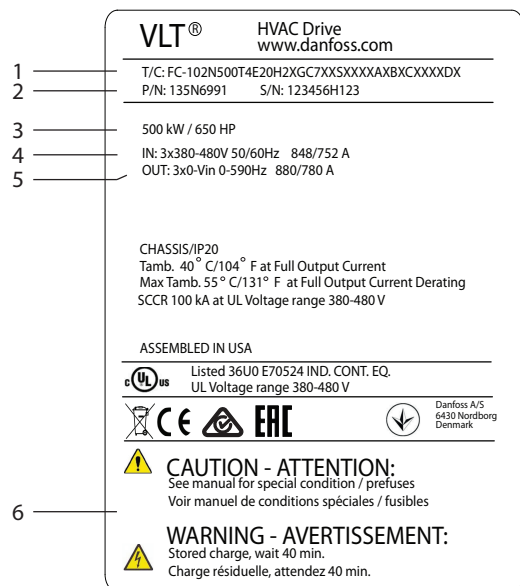 VLT® HVAC Drive
www.danfoss.com
1 T/C: FC-102N500T4E20H2XGC7XXSXXXXAXBXCXXXXDX
2 P/N: 135N6991 S/N: 123456H123
3 500 kW / 650 HP
4 IN: 3x380-480V 50/60Hz 848/752 A
5 OUT: 3x0-Vin 0-590Hz 880/780 A
CHASSIS/IP20
Tamb. 40° C/104° F at Full Output Current
Max Tamb. 55° C/131° F at Full Output Current Derating
SCCR 100 kA at UL Voltage range 380-480 V
ASSEMBLED IN USA
c UL us Listed 36U0 E70524 IND. CONT. EQ.
UL Voltage range 380-480 V
CE EAC Danfoss A/S
6430 Nordborg
Denmark
CAUTION - ATTENTION:
See manual for special condition / prefuses
Voir manuel de conditions spéciales / fusibles
6
WARNING - AVERTISSEMENT:
Stored charge, wait 40 min.
Charge résiduelle, attendez 40 min.